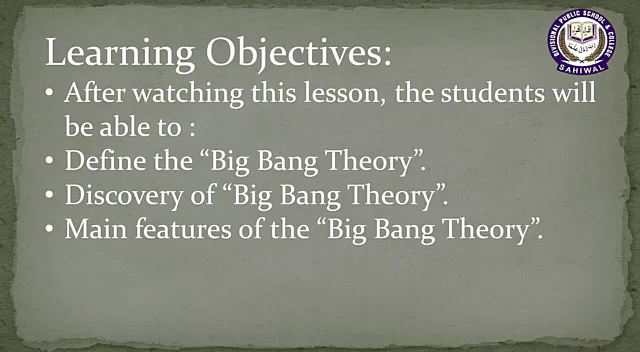 Learning Objectives:
• After watching this lesson, the students will
be able to :
• Define the “Big Bang Theory”.
• Discovery of “Big Bang Theory”.
• Main features of the “Big Bang Theory”.
DIVISIONAL PUBLIC SCHOOL & COLLEGE
SAHIWAL